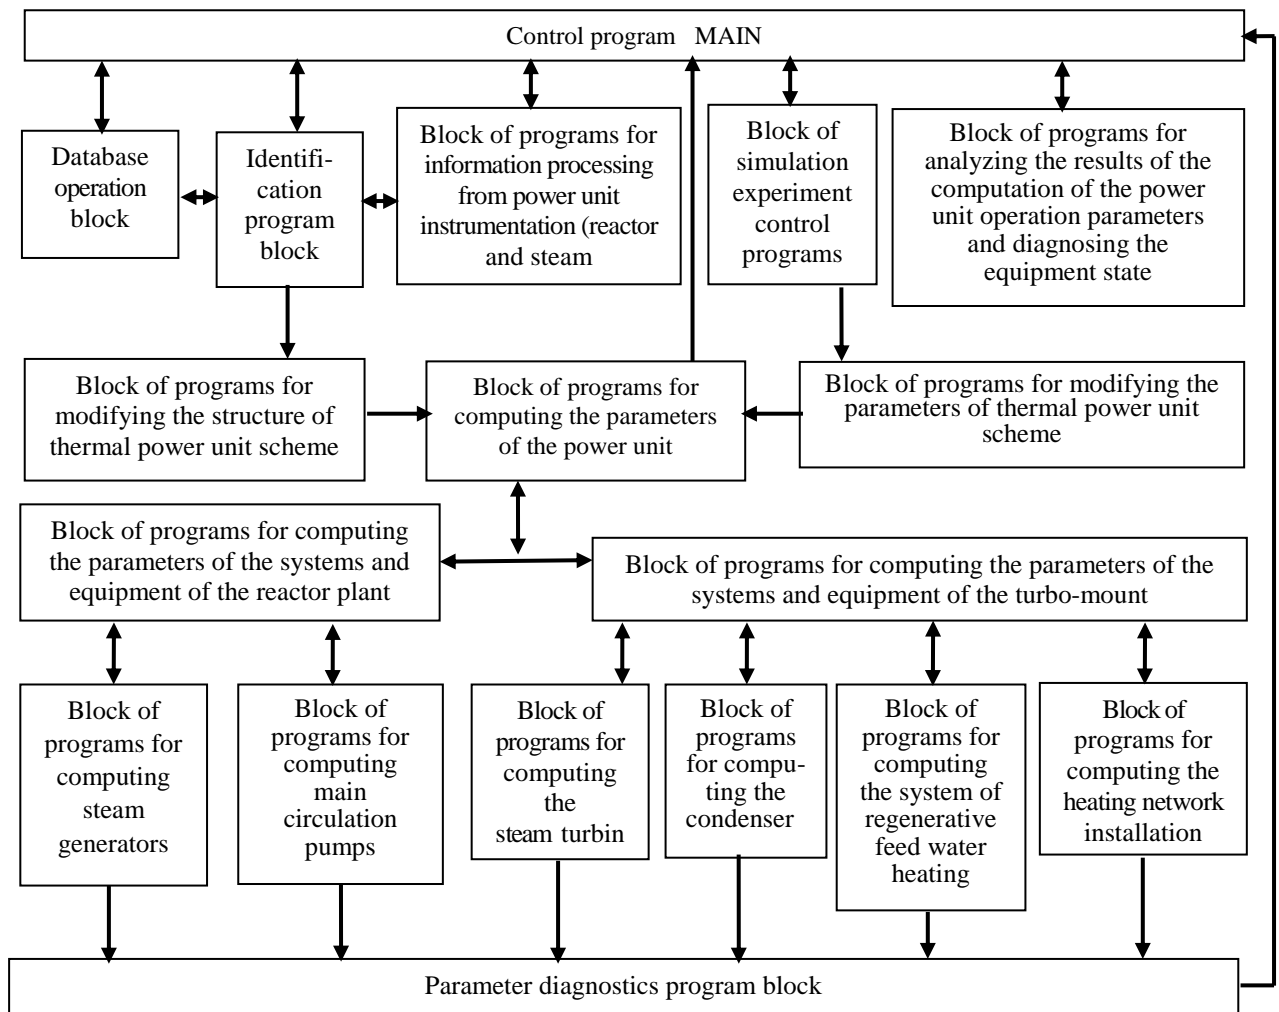 Control program MAIN
Database
operation
block
Identifi-
cation
program
block
Block of programs for
information processing
from power unit
instrumentation (reactor
and steam
Block of
simulation
experiment
control
programs
Block of programs for
analyzing the results of the
computation of the power
unit operation parameters
and diagnosing the
equipment state
Block of programs for
modifying the structure of
thermal power unit scheme
Block of programs for
computing the parameters
of the power unit
Block of programs for modifying the
parameters of thermal power unit
scheme
Block of programs for computing
the parameters of the systems and
equipment of the reactor plant
Block of programs for computing the parameters of the
systems and equipment of the turbo-mount
Block of
programs for
computing
steam
generators
Block of
programs for
computing
main
circulation
pumps
Block of
programs for
computing
the
steam turbin
Block of
programs
for compu-
ting the
condenser
Block of
programs for
computing
the system of
regenerative
feed water
heating
Block of
programs for
computing the
heating network
installation
Parameter diagnostics program block